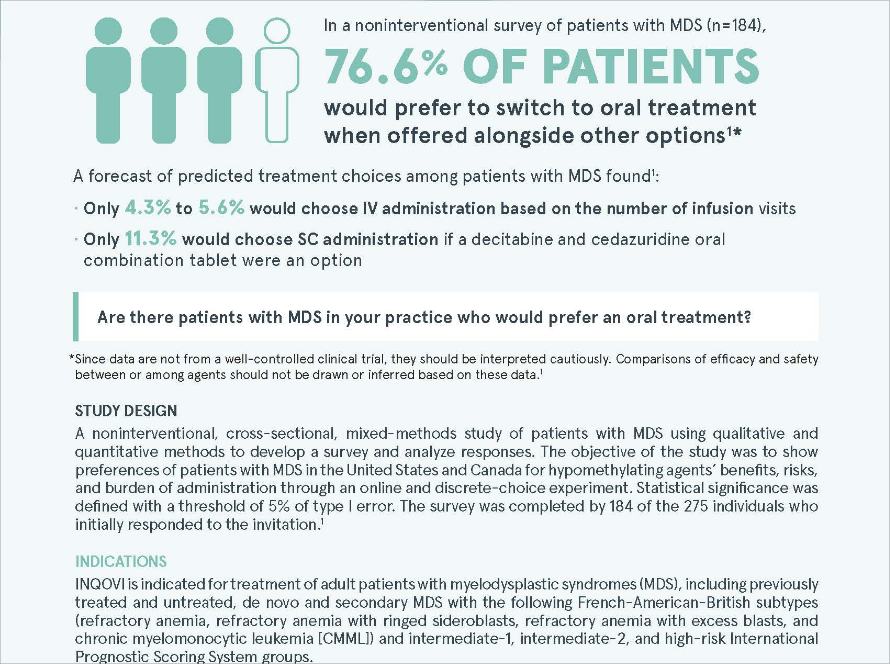 In a noninterventional survey of patients with MDS (n=184),
76.6% OF PATIENTS
would prefer to switch to oral treatment
when offered alongside other options¹*
A forecast of predicted treatment choices among patients with MDS found¹:
· Only 4.3% to 5.6% would choose IV administration based on the number of infusion visits
· Only 11.3% would choose SC administration if a decitabine and cedazuridine oral
combination tablet were an option
Are there patients with MDS in your practice who would prefer an oral treatment?
*Since data are not from a well-controlled clinical trial, they should be interpreted cautiously. Comparisons of efficacy and safety
between or among agents should not be drawn or inferred based on these data.¹
STUDY DESIGN
A noninterventional, cross-sectional, mixed-methods study of patients with MDS using qualitative and
quantitative methods to develop a survey and analyze responses. The objective of the study was to show
preferences of patients with MDS in the United States and Canada for hypomethylating agents' benefits, risks,
and burden of administration through an online and discrete-choice experiment. Statistical significance was
defined with a threshold of 5% of type I error. The survey was completed by 184 of the 275 individuals who
initially responded to the invitation.¹
INDICATIONS
INQOVI is indicated for treatment of adult patients with myelodysplastic syndromes (MDS), including previously
treated and untreated, de novo and secondary MDS with the following French-American-British subtypes
(refractory anemia, refractory anemia with ringed sideroblasts, refractory anemia with excess blasts, and
chronic myelomonocytic leukemia [CMML]) and intermediate-1, intermediate-2, and high-risk International
Prognostic Scoring System groups.